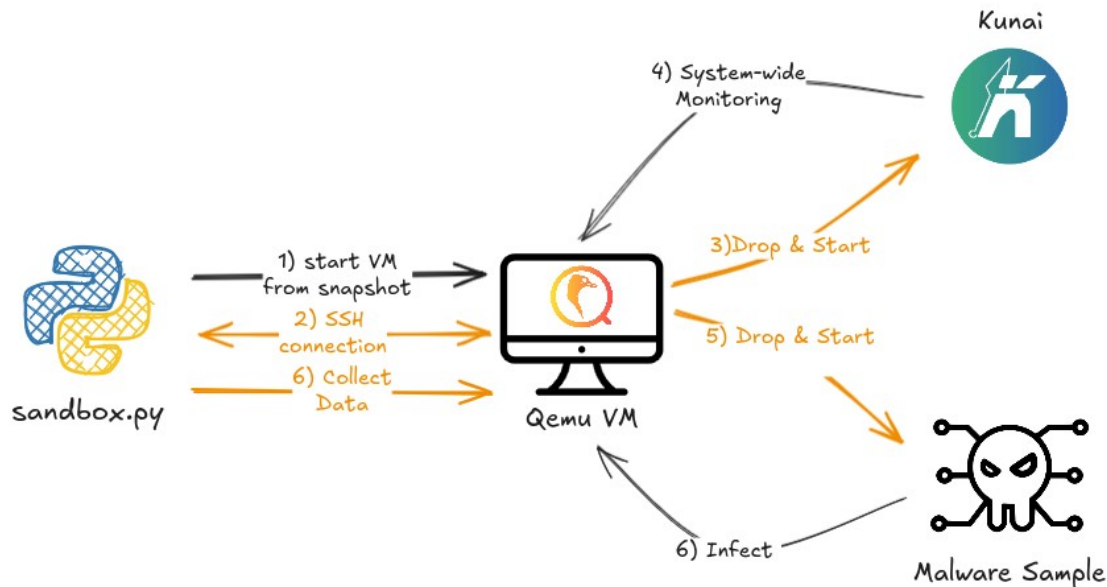 Kunai
4) System-wide
Monitoring
3)Drop & Start
1) start VM
from snapshot
2) SSH
connection
5) Drop & Start
6) Collect
Data
sandbox.py
Qemu VM
6) Infect
Malware Sample